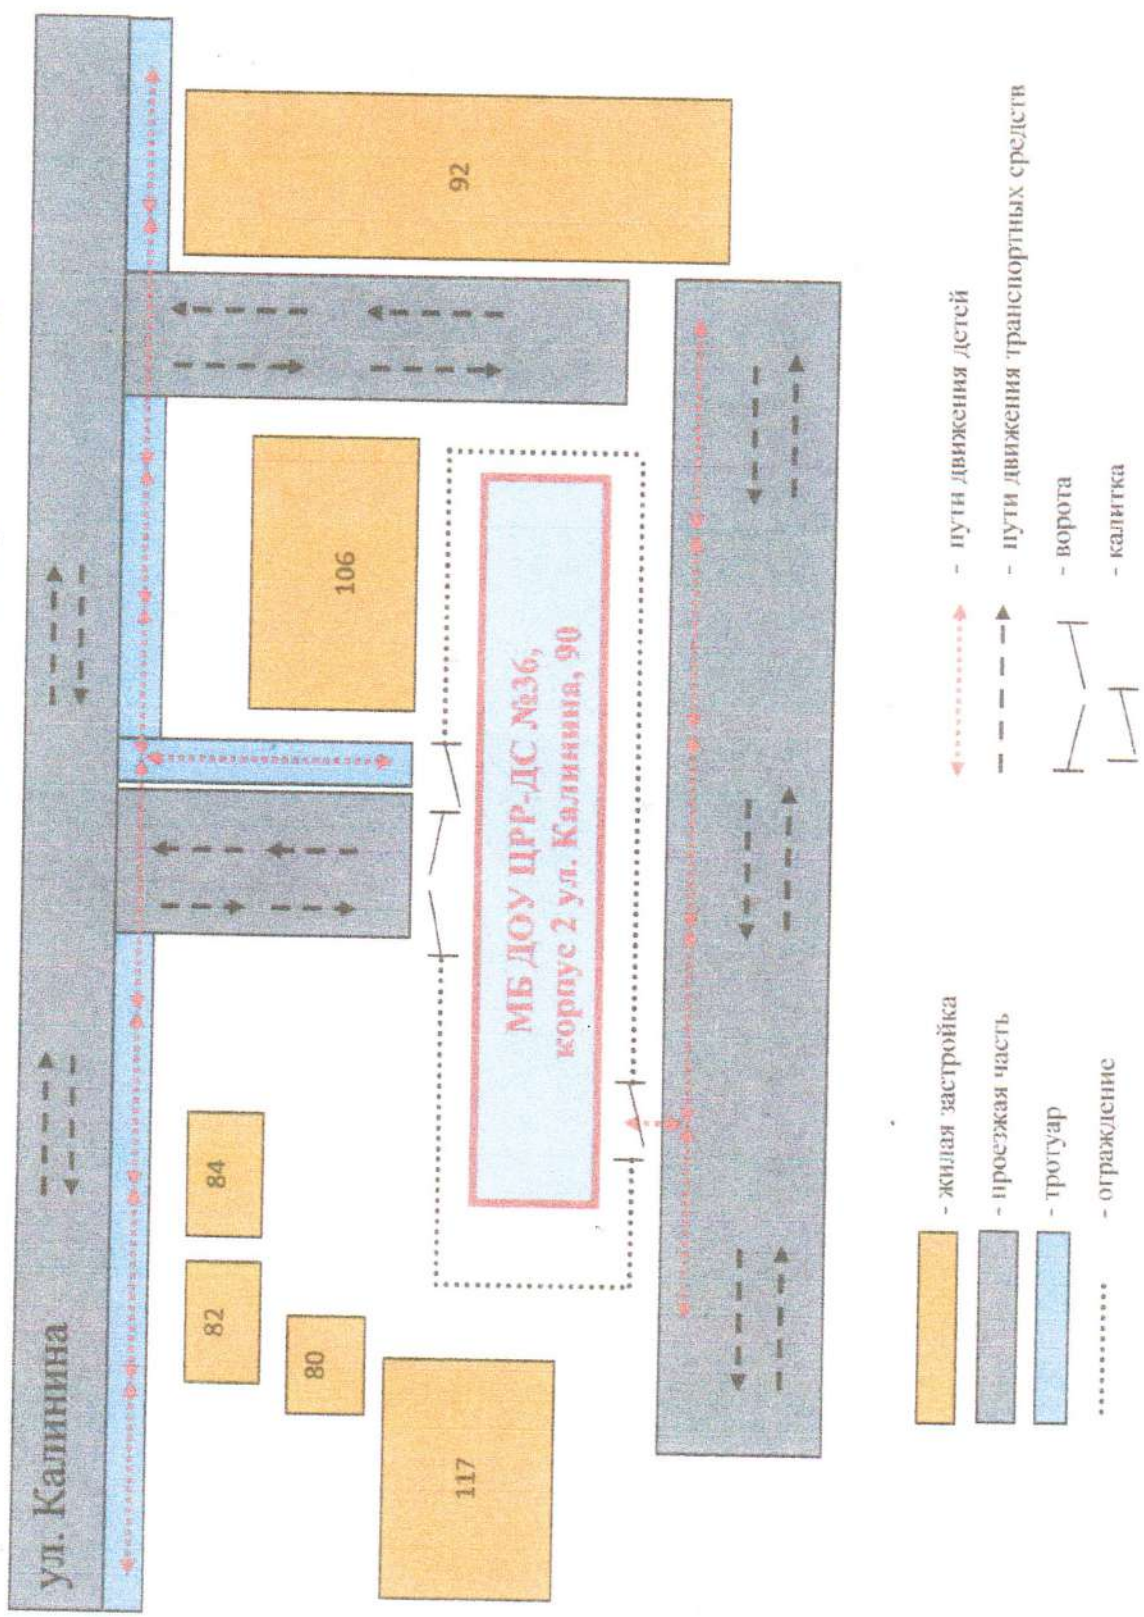 ул. Калинина
82
84
80
117
106
92
МБ ДОУ ЦРР-ДС №36,
корпус 2 ул. Калинина, 90
- жилая застройка
- проезжая часть
- тротуар
- ограждение
- пути движения детей
- пути движения транспортных средств
- ворота
- калитка